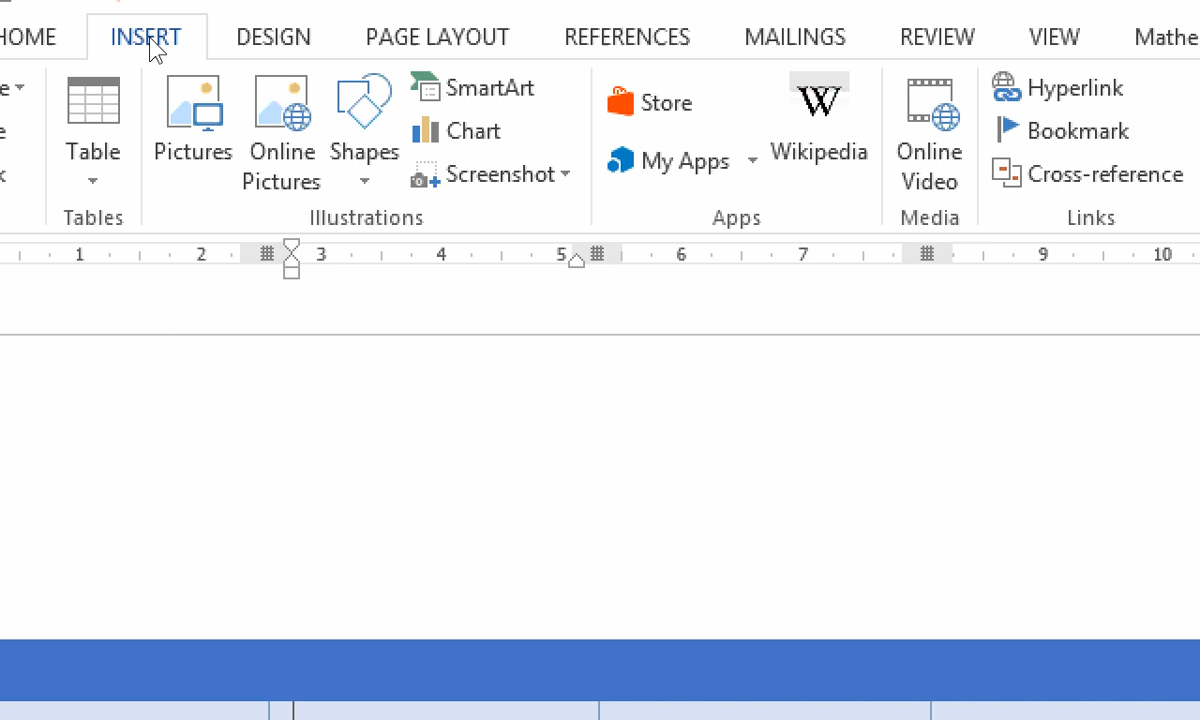 HOME INSERT DESIGN PAGE LAYOUT REFERENCES MAILINGS REVIEW VIEW Mathe
Table
Tables
Pictures
Online
Pictures
Shapes
SmartArt
Chart
Screenshot
Illustrations
Store
My Apps
W
Wikipedia
Apps
Online
Video
Media
Hyperlink
Bookmark
Cross-reference
Links
1 2 3 4 5 6 7 9 10